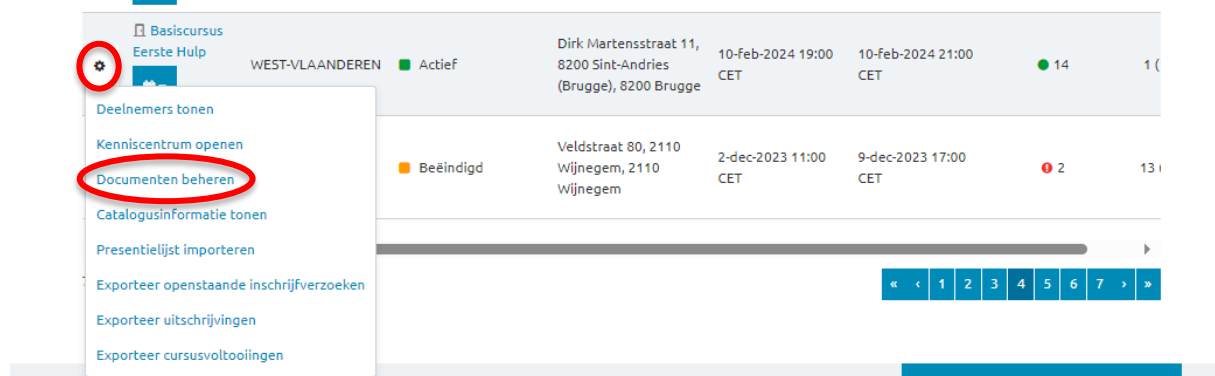 Basiscursus
Eerste Hulp
WEST-VLAANDEREN
Actief
Dirk Martensstraat 11,
8200 Sint-Andries
(Brugge), 8200 Brugge
10-feb-2024 19:00
CET
10-feb-2024 21:00
CET
14
1 (
Deelnemers tonen
Kenniscentrum openen
Documenten beheren
Catalogusinformatie tonen
Presentielijst importeren
Exporteer openstaande inschrijfverzoeken
Exporteer uitschrijvingen
Exporteer cursusvoltooiingen
Beëindigd
Veldstraat 80, 2110
Wijnegem, 2110
Wijnegem
2-dec-2023 11:00
CET
9-dec-2023 17:00
CET
2
13
« ‹ 1 2 3 4 5 6 7 › »